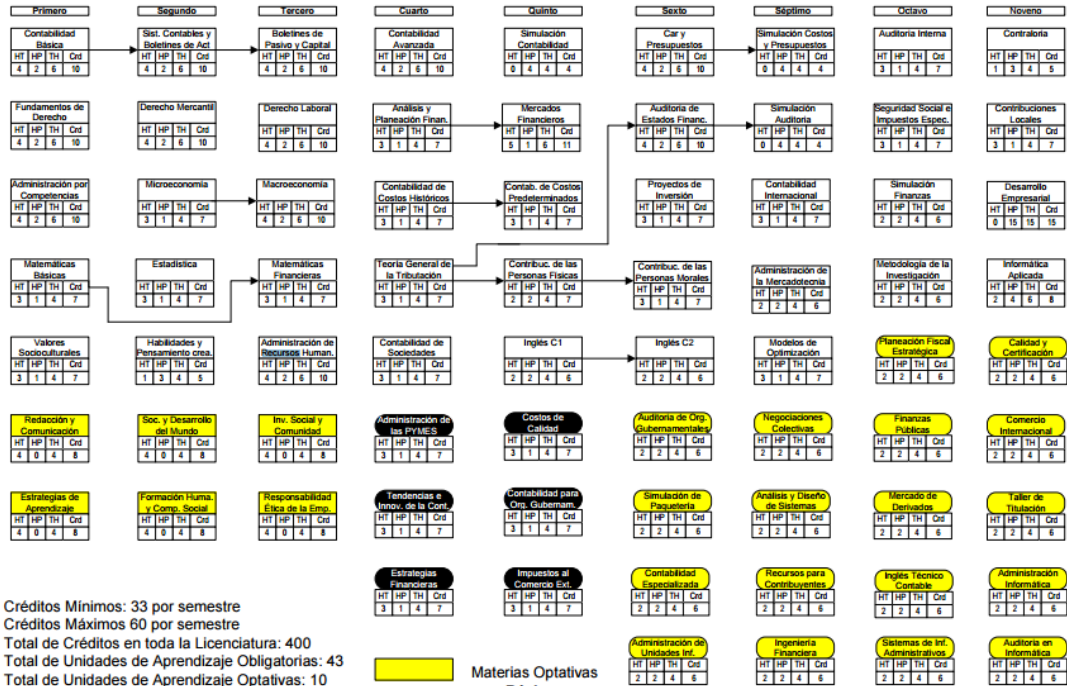 Primero Segundo Tercero Cuarto Quinto Sexto Séptimo Octavo Noveno
Contabilidad
Básica
HT HP TH Crd
4 2 6 10
Sist. Contables y
Boletines de Act
HT HP TH Crd
4 2 6 10
Boletines de
Pasivo y Capital
HT HP TH Crd
4 2 6 10
Contabilidad
Avanzada
HT HP TH Crd
4 2 6 10
Simulación
Contabilidad
HT HP TH Crd
0 4 4 4
Car y
Presupuestos
HT HP TH Crd
4 2 6 10
Simulación Costos
y Presupuestos
HT HP TH Crd
0 4 4 4
Auditoria Interna
HT HP TH Crd
3 1 4 7
Contraloría
HT HP TH Crd
1 3 4 5
Fundamentos de
Derecho
HT HP TH Crd
4 2 6 10
Derecho Mercantil
HT HP TH Crd
4 2 6 10
Derecho Laboral
HT HP TH Crd
4 2 6 10
Análisis y
Planeación Finan.
HT HP TH Crd
3 1 4 7
Mercados
Financieros
HT HP TH Crd
5 1 6 11
Auditoria de
Estados Financ.
HT HP TH Crd
4 2 6 10
Simulación
Auditoria
HT HP TH Crd
0 4 4 4
Seguridad Social e
Impuestos Espec.
HT HP TH Crd
3 1 4 7
Contribuciones
Locales
HT HP TH Crd
3 1 4 7
Administración por
Competencias
HT HP TH Crd
4 2 6 10
Microeconomía
HT HP TH Crd
3 1 4 7
Macroeconomía
HT HP TH Crd
4 2 6 10
Contabilidad de
Costos Históricos
HT HP TH Crd
3 1 4 7
Contab. de Costos
Predeterminados
HT HP TH Crd
3 1 4 7
Proyectos de
Inversión
HT HP TH Crd
3 1 4 7
Contabilidad
Internacional
HT HP TH Crd
3 1 4 7
Simulación
Finanzas
HT HP TH Crd
2 2 4 6
Desarrollo
Empresarial
HT HP TH Crd
0 15 15 15
Matemáticas
Básicas
HT HP TH Crd
3 1 4 7
Estadística
HT HP TH Crd
3 1 4 7
Matemáticas
Financieras
HT HP TH Crd
3 1 4 7
Teoría General de
la Tributación
HT HP TH Crd
3 1 4 7
Contribuc. de las
Personas Físicas
HT HP TH Crd
2 2 4 7
Contribuc. de las
Personas Morales
HT HP TH Crd
3 1 4 7
Administración de
la Mercadotecnia
HT HP TH Crd
2 2 4 6
Metodología de la
Investigación
HT HP TH Crd
2 2 4 6
Informática
Aplicada
HT HP TH Crd
2 4 6 8
Valores
Socioculturales
HT HP TH Crd
3 1 4 7
Habilidades y
Pensamiento crea.
HT HP TH Crd
1 3 4 5
Administración de
Recursos Human.
HT HP TH Crd
4 2 6 10
Contabilidad de
Sociedades
HT HP TH Crd
3 1 4 7
Inglés C1
HT HP TH Crd
2 2 4 6
Inglés C2
HT HP TH Crd
2 2 4 6
Modelos de
Optimización
HT HP TH Crd
3 1 4 7
Planeación Fiscal
Estratégica
HT HP TH Crd
2 2 4 6
Calidad y
Certificación
HT HP TH Crd
2 2 4 6
Redacción y
Comunicación
HT HP TH Crd
4 0 4 8
Soc. y Desarrollo
del Mundo
HT HP TH Crd
4 0 4 8
Inv. Social y
Comunidad
HT HP TH Crd
4 0 4 8
Administración de
las PYMES
HT HP TH Crd
3 1 4 7
Costos de
Calidad
HT HP TH Crd
3 1 4 7
Auditoria de Org.
Gubernamentales
HT HP TH Crd
2 2 4 6
Negociaciones
Colectivas
HT HP TH Crd
2 2 4 6
Finanzas
Públicas
HT HP TH Crd
2 2 4 6
Comercio
Internacional
HT HP TH Crd
2 2 4 6
Estrategias de
Aprendizaje
HT HP TH Crd
4 0 4 8
Formación Huma.
y Comp. Social
HT HP TH Crd
4 0 4 8
Responsabilidad
Ética de la Emp.
HT HP TH Crd
4 0 4 8
Tendencias e
Innov. de la Cont.
HT HP TH Crd
3 1 4 7
Contabilidad para
Org. Gubernam.
HT HP TH Crd
3 1 4 7
Simulación de
Paquetería
HT HP TH Crd
2 2 4 6
Análisis y Diseño
de Sistemas
HT HP TH Crd
2 2 4 6
Mercado de
Derivados
HT HP TH Crd
2 2 4 6
Taller de
Titulación
HT HP TH Crd
2 2 4 6
Estrategias
Financieras
HT HP TH Crd
3 1 4 7
Impuestos al
Comercio Ext.
HT HP TH Crd
3 1 4 7
Contabilidad
Especializada
HT HP TH Crd
2 2 4 6
Recursos para
Contribuyentes
HT HP TH Crd
2 2 4 6
Inglés Técnico
Contable
HT HP TH Crd
2 2 4 6
Administración
Informática
HT HP TH Crd
2 2 4 6
Administración de
Unidades Inf.
HT HP TH Crd
2 2 4 6
Ingeniería
Financiera
HT HP TH Crd
2 2 4 6
Sistemas de Inf.
Administrativos
HT HP TH Crd
2 2 4 6
Auditoria en
Informática
HT HP TH Crd
2 2 4 6
Créditos Mínimos: 33 por semestre
Créditos Máximos 60 por semestre
Total de Créditos en toda la Licenciatura: 400
Total de Unidades de Aprendizaje Obligatorias: 43
Total de Unidades de Aprendizaje Optativas: 10
Materias Optativas